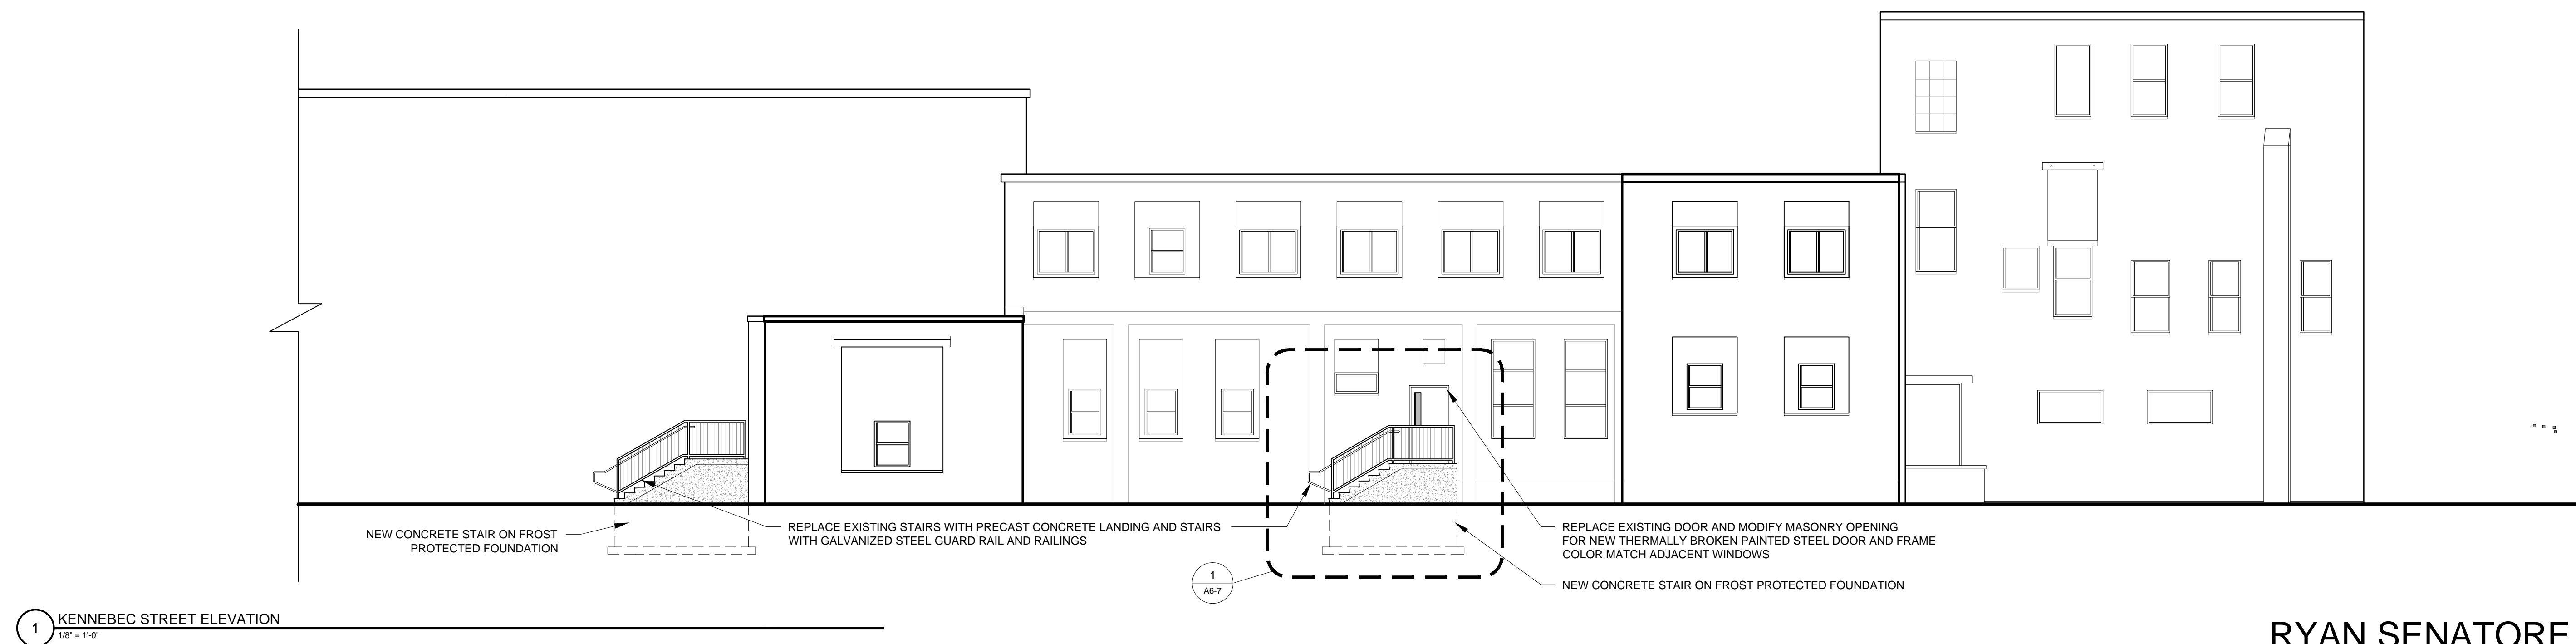 NEW CONCRETE STAIR ON FROST
PROTECTED FOUNDATION
REPLACE EXISTING STAIRS WITH PRECAST CONCRETE LANDING AND STAIRS
WITH GALVANIZED STEEL GUARD RAIL AND RAILINGS
REPLACE EXISTING DOOR AND MODIFY MASONRY OPENING
FOR NEW THERMALLY BROKEN PAINTED STEEL DOOR AND FRAME
COLOR MATCH ADJACENT WINDOWS
NEW CONCRETE STAIR ON FROST PROTECTED FOUNDATION
1
A6-7
1
KENNEBEC STREET ELEVATION
1/8" = 1'-0"
RYAN SENATORE